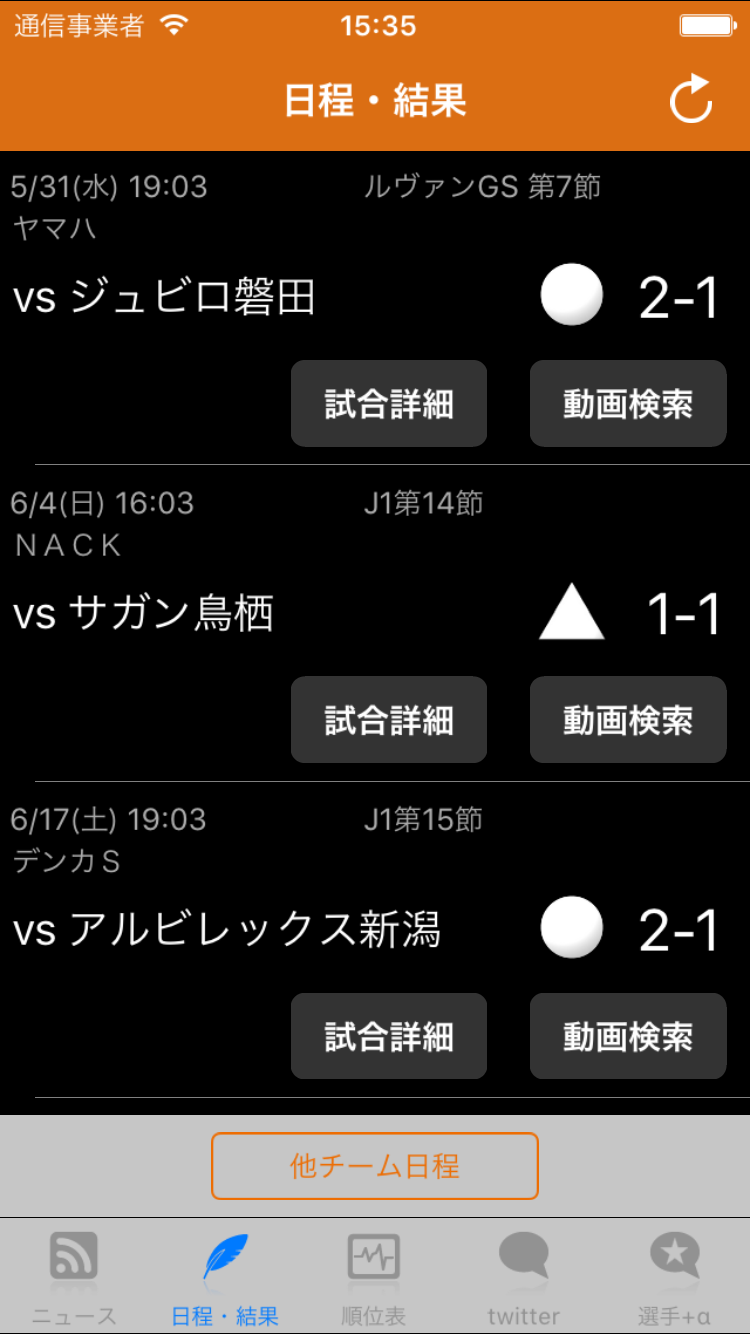 通信事業者 15:35
日程・結果
5/31(水) 19:03 ルヴァンGS 第7節
ヤマハ
vs ジュビロ磐田 2-1
試合詳細 動画検索
6/4(日) 16:03 J1第14節
ＮＡＣＫ
vs サガン鳥栖 1-1
試合詳細 動画検索
6/17(土) 19:03 J1第15節
デンカＳ
vs アルビレックス新潟 2-1
試合詳細 動画検索
他チーム日程
ニュース 日程・結果 順位表 twitter 選手+α